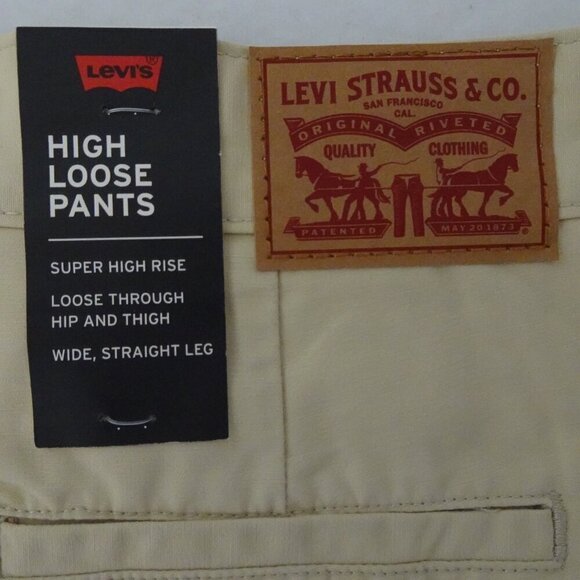 Levi's®
HIGH
LOOSE
PANTS
SUPER HIGH RISE
LOOSE THROUGH
HIP AND THIGH
WIDE, STRAIGHT LEG
LEVI STRAUSS & CO.
SAN FRANCISCO
CAL.
ORIGINAL RIVETED
QUALITY CLOTHING
PATENTED MAY 20 1873
®